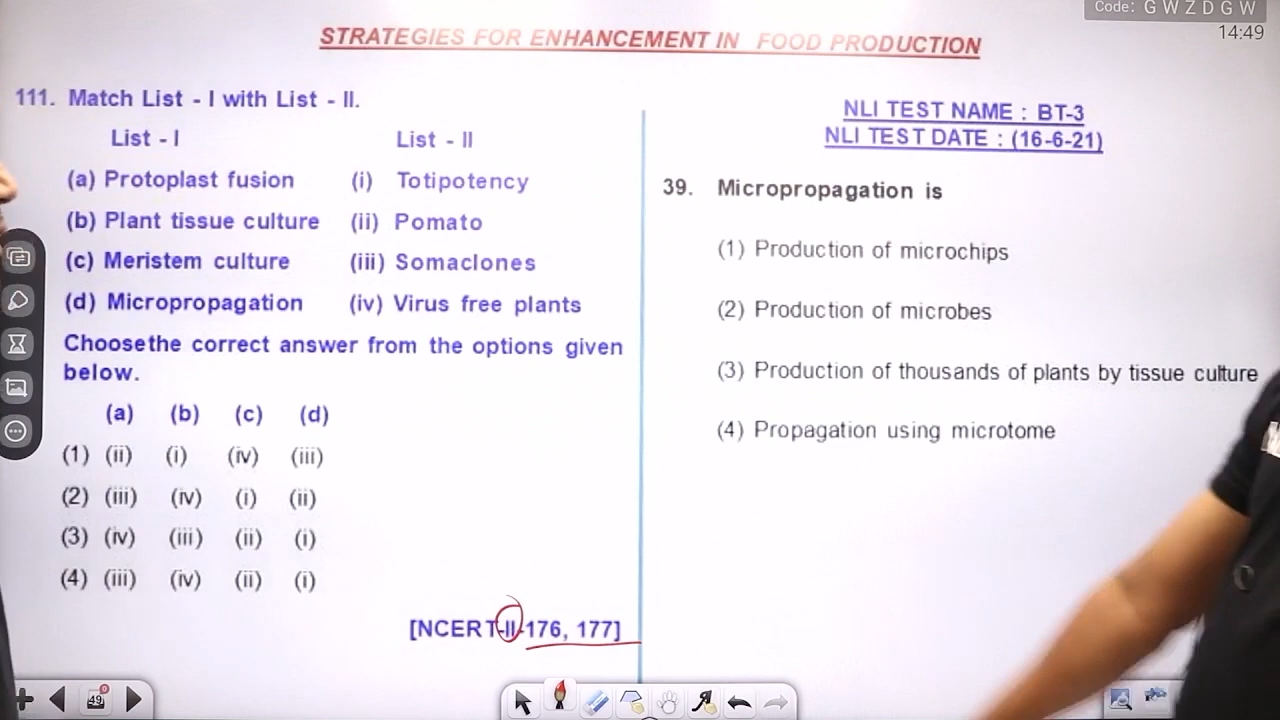 Code: G W Z D G W
14:49
STRATEGIES FOR ENHANCEMENT IN FOOD PRODUCTION
111. Match List - I with List - II.
List - I List - II
(a) Protoplast fusion (i) Totipotency
(b) Plant tissue culture (ii) Pomato
(c) Meristem culture (iii) Somaclones
(d) Micropropagation (iv) Virus free plants
Choosethe correct answer from the options given
below.
(a) (b) (c) (d)
(1) (ii) (i) (iv) (iii)
(2) (iii) (iv) (i) (ii)
(3) (iv) (iii) (ii) (i)
(4) (iii) (iv) (ii) (i)
[NCERT-II-176, 177]
NLI TEST NAME : BT-3
NLI TEST DATE : (16-6-21)
39. Micropropagation is
(1) Production of microchips
(2) Production of microbes
(3) Production of thousands of plants by tissue culture
(4) Propagation using microtome
49